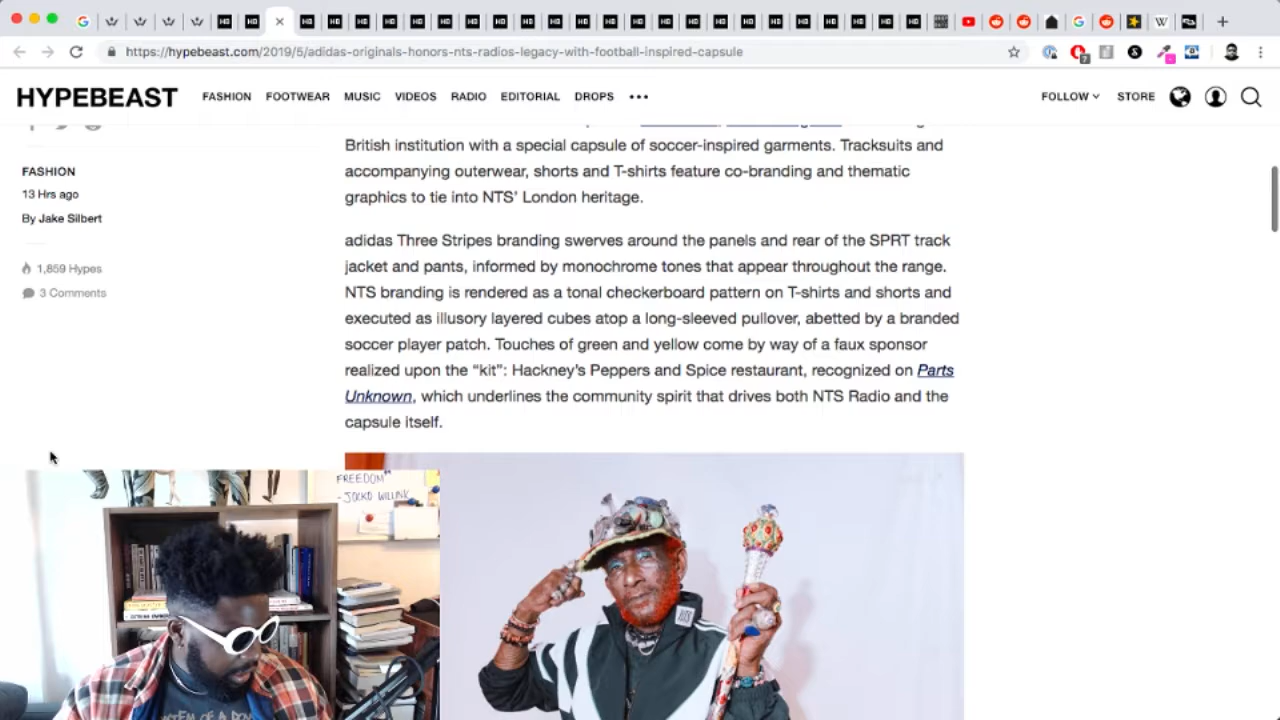 https://hypebeast.com/2019/5/adidas-originals-honors-nts-radios-legacy-with-football-inspired-capsule
HYPEBEAST FASHION FOOTWEAR MUSIC VIDEOS RADIO EDITORIAL DROPS ••• FOLLOW STORE
FASHION
13 Hrs ago
By Jake Silbert
1,859 Hypes
3 Comments
British institution with a special capsule of soccer-inspired garments. Tracksuits and
accompanying outerwear, shorts and T-shirts feature co-branding and thematic
graphics to tie into NTS’ London heritage.
adidas Three Stripes branding swerves around the panels and rear of the SPRT track
jacket and pants, informed by monochrome tones that appear throughout the range.
NTS branding is rendered as a tonal checkerboard pattern on T-shirts and shorts and
executed as illusory layered cubes atop a long-sleeved pullover, abetted by a branded
soccer player patch. Touches of green and yellow come by way of a faux sponsor
realized upon the “kit”: Hackney’s Peppers and Spice restaurant, recognized on Parts
Unknown, which underlines the community spirit that drives both NTS Radio and the
capsule itself.
FREEDOM"
- JOCKO WILLINK